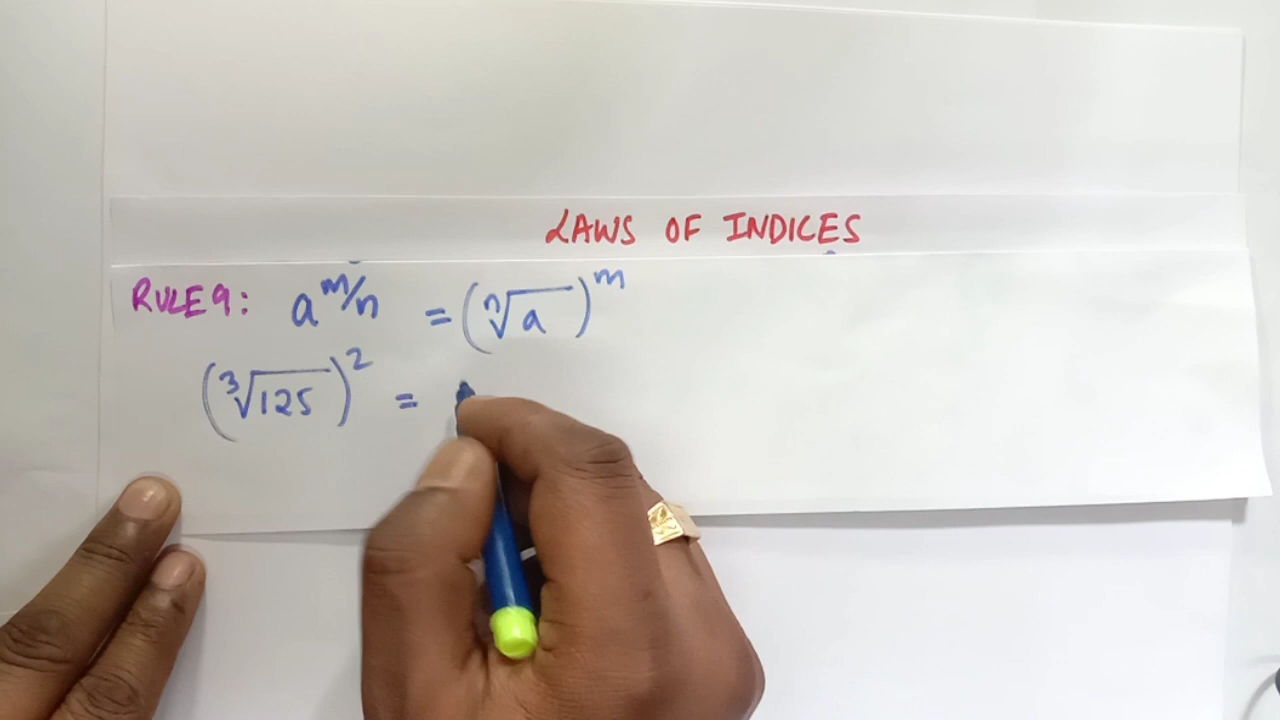 LAWS OF INDICES
RULE 9: a^m/n = (ⁿ√a)^m
(³√125)² =